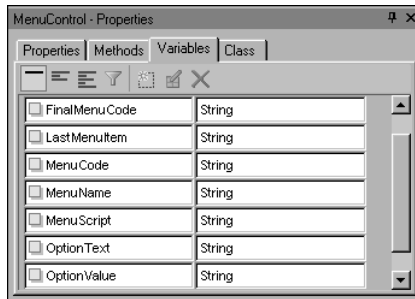 MenuControl - Properties
Properties Methods Variables Class
FinalMenuCode String
LastMenuItem String
MenuCode String
MenuName String
MenuScript String
OptionText String
OptionValue String